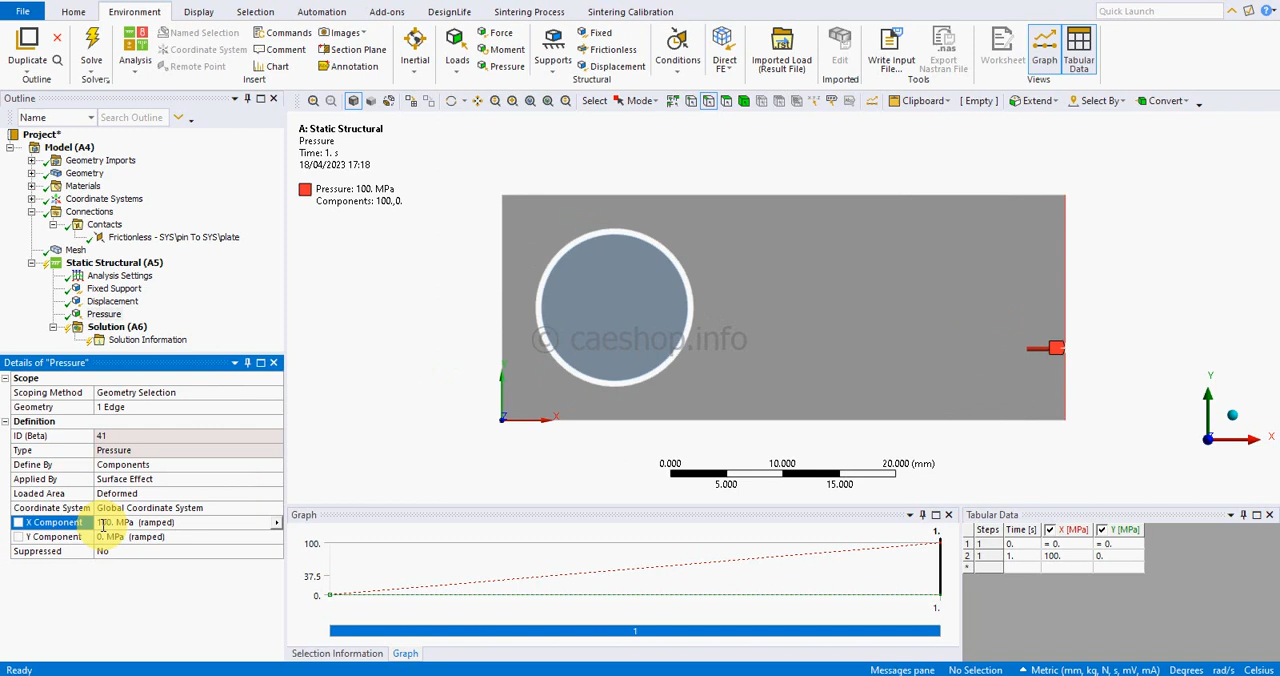 File Home Environment Display Selection Automation Add-ons DesignLife Sintering Process Sintering Calibration Quick Launch
Duplicate Solve Analysis Named Selection Coordinate System Remote Point Commands Comment Chart Images Section Plane Annotation Inertial Loads Force Moment Pressure Supports Fixed Frictionless Displacement Conditions Direct FE Imported Load (Result File) Edit Write Input File... Export Nastran File Worksheet Graph Tabular Data
Outline Solver Insert Structural Imported Tools Views
Outline
Name Search Outline
Select Mode Clipboard [ Empty ] Extend Select By Convert
Project*
Model (A4)
Geometry Imports
Geometry
Materials
Coordinate Systems
Connections
Contacts
Frictionless - SYS\pin To SYS\plate
Mesh
Static Structural (A5)
Analysis Settings
Fixed Support
Displacement
Pressure
Solution (A6)
Solution Information
A: Static Structural
Pressure
Time: 1. s
18/04/2023 17:18
Pressure: 100. MPa
Components: 100.,0.
© caeshop.info
Y
X
Z
Y
X
Z
0.000 10.000 20.000 (mm)
5.000 15.000
Details of "Pressure"
Scope
Scoping Method Geometry Selection
Geometry 1 Edge
Definition
ID (Beta) 41
Type Pressure
Define By Components
Applied By Surface Effect
Loaded Area Deformed
Coordinate System Global Coordinate System
X Component 100. MPa (ramped)
Y Component 0. MPa (ramped)
Suppressed No
Graph
1.
100.
37.5
0.
1.
1
Selection Information Graph
Tabular Data
Steps Time [s] X [MPa] Y [MPa]
1 1 0. = 0. = 0.
2 1 1. 100. 0.
*
Ready Messages pane No Selection Metric (mm, kg, N, s, mV, mA) Degrees rad/s Celsius